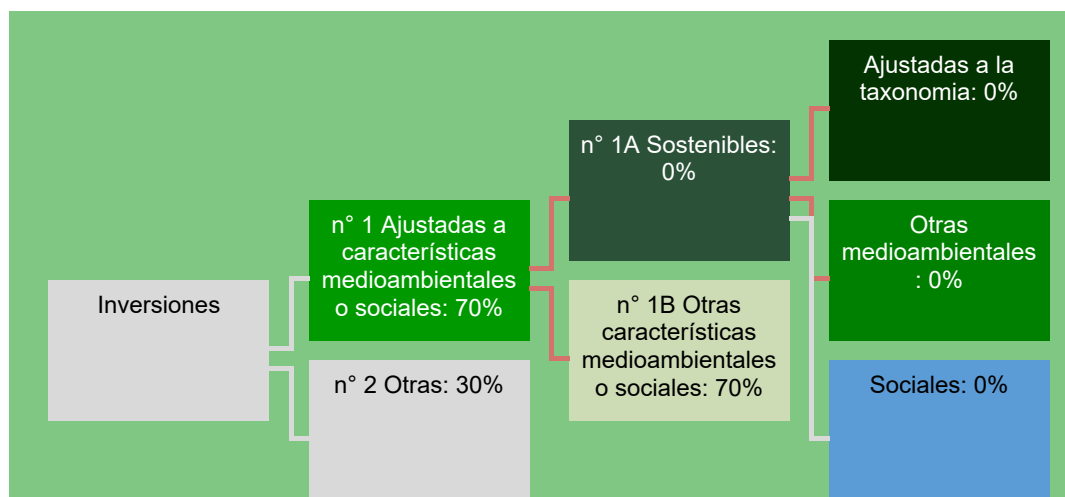 Inversiones
n° 1 Ajustadas a
características
medioambientales
o sociales: 70%
n° 2 Otras: 30%
n° 1A Sostenibles:
0%
n° 1B Otras
características
medioambientales
o sociales: 70%
Ajustadas a la
taxonomia: 0%
Otras
medioambientales
: 0%
Sociales: 0%